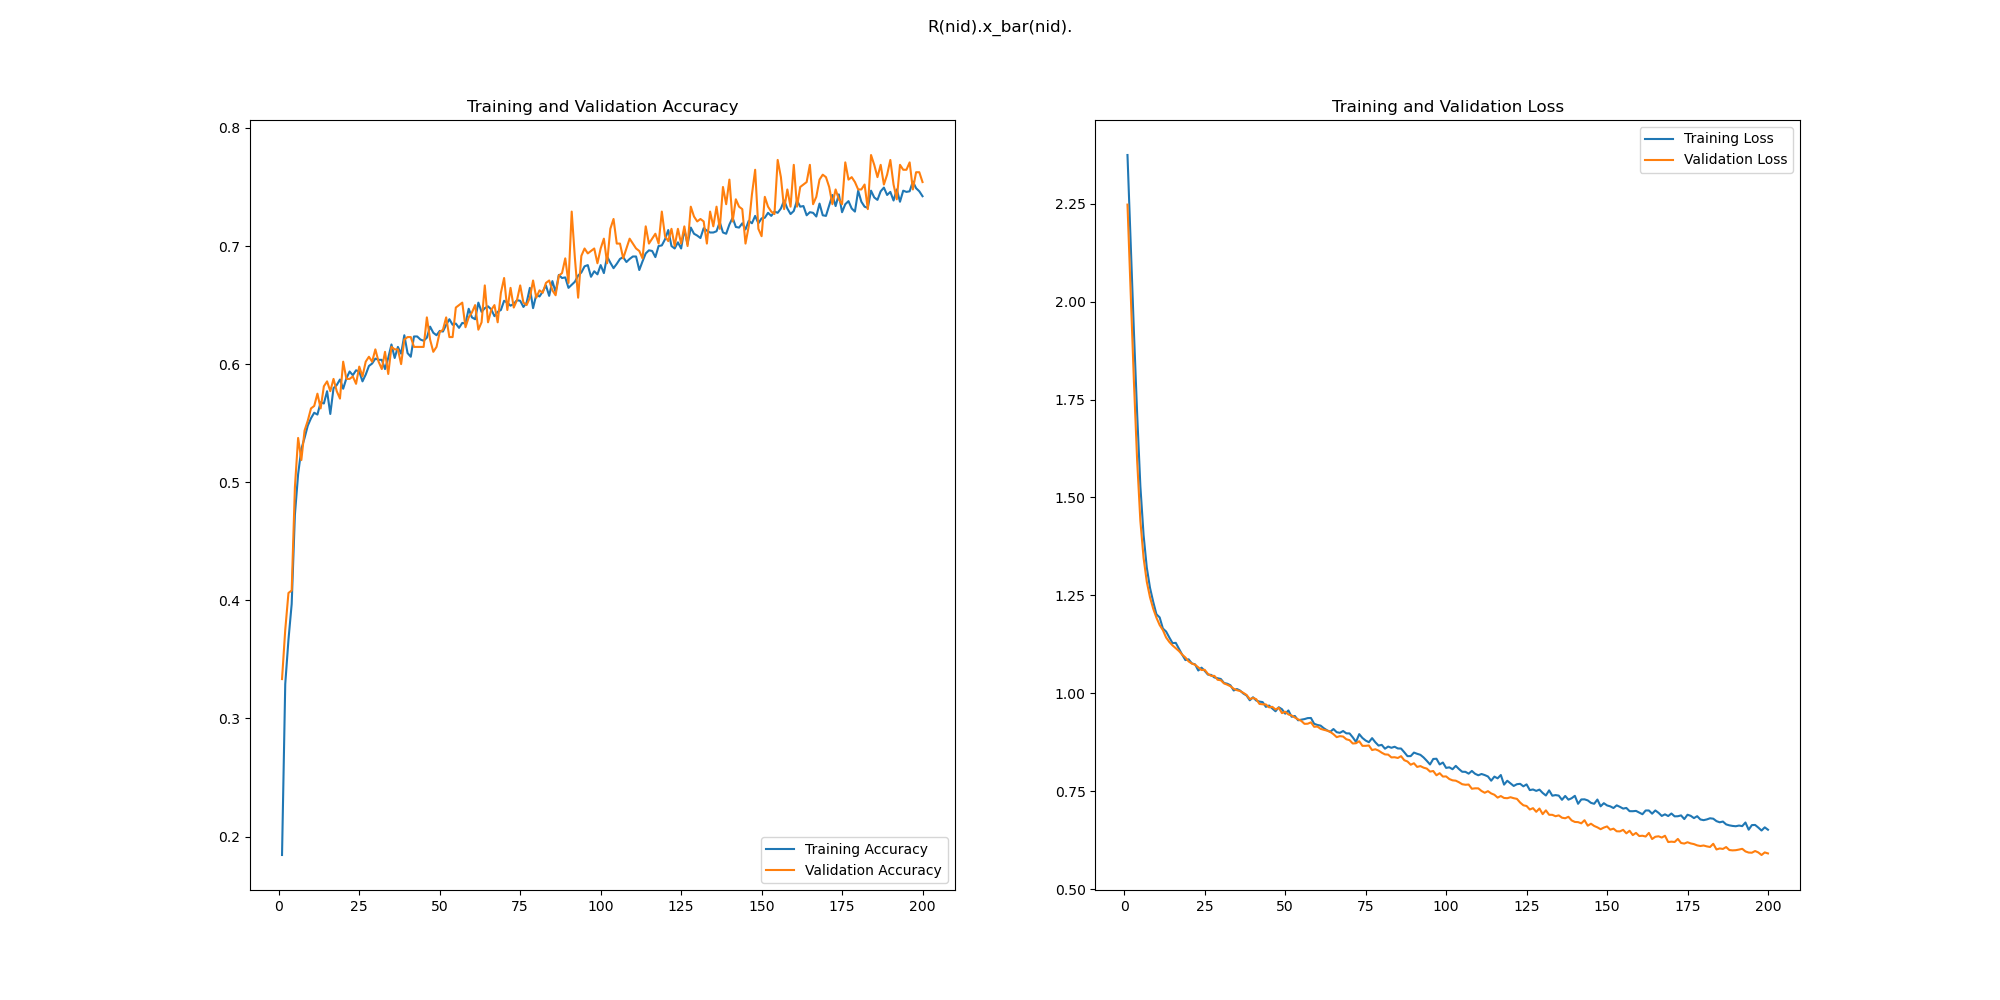 R(nid).x_bar(nid).
Training and Validation Accuracy
0.8
0.7
0.6
0.5
0.4
0.3
0.2
0 25 50 75 100 125 150 175 200
Training Accuracy
Validation Accuracy
Training and Validation Loss
2.25
2.00
1.75
1.50
1.25
1.00
0.75
0.50
0 25 50 75 100 125 150 175 200
Training Loss
Validation Loss